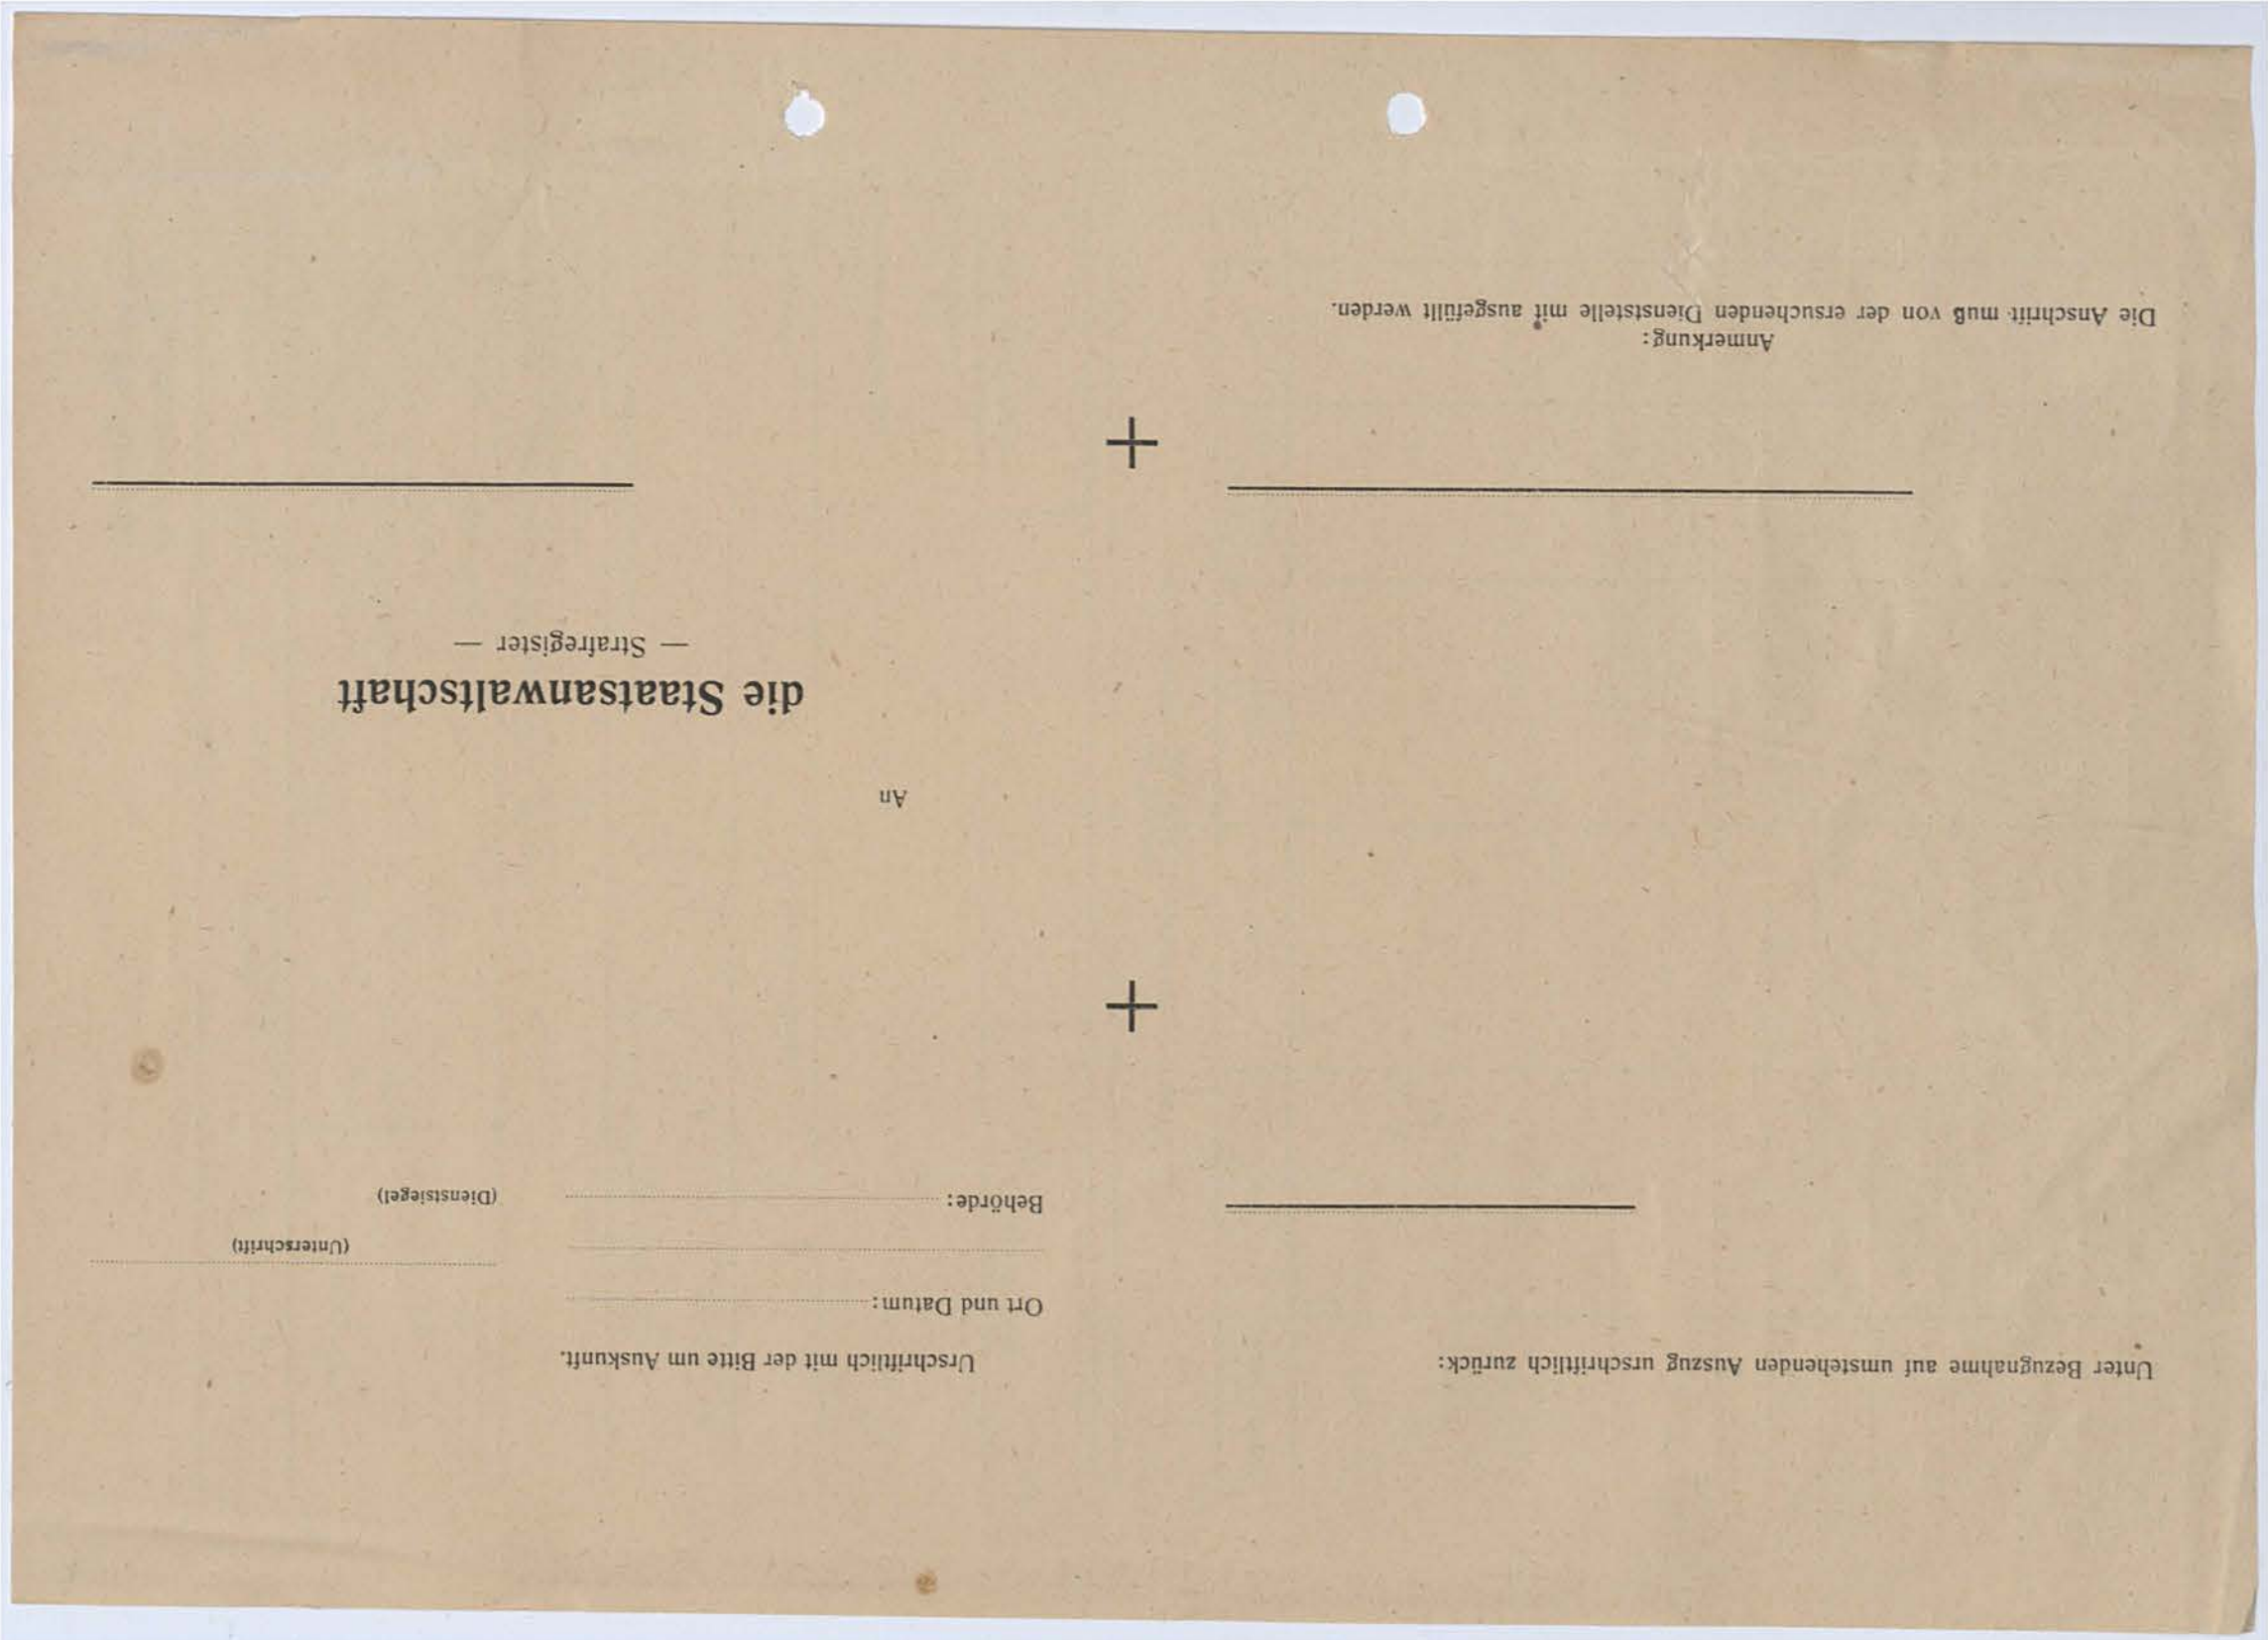 Unter Bezugnahme auf umstehenden Auszug urschriftlich zurück:
Anmerkung:
Die Anschrift muß von der ersuchenden Dienststelle mit ausgefüllt werden.
Urschriftlich mit der Bitte um Auskunft.
Ort und Datum:
(Unterschrift)
Behörde:
(Dienstsiegel)
An
die Staatsanwaltschaft
— Strafregister —